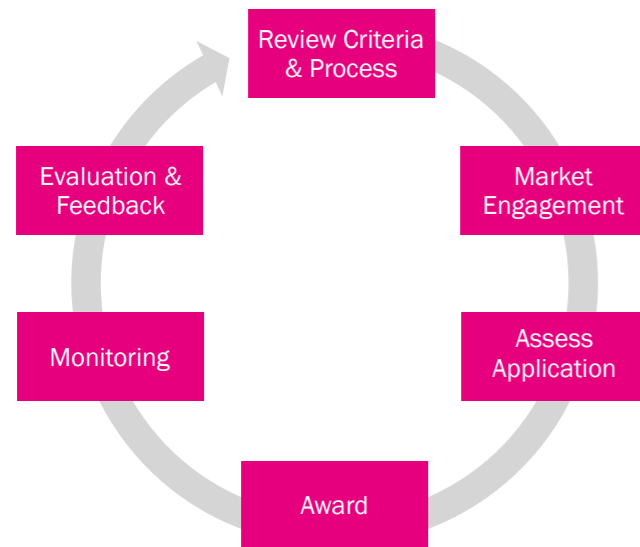 Review Criteria
& Process
Market
Engagement
Assess
Application
Award
Monitoring
Evaluation &
Feedback